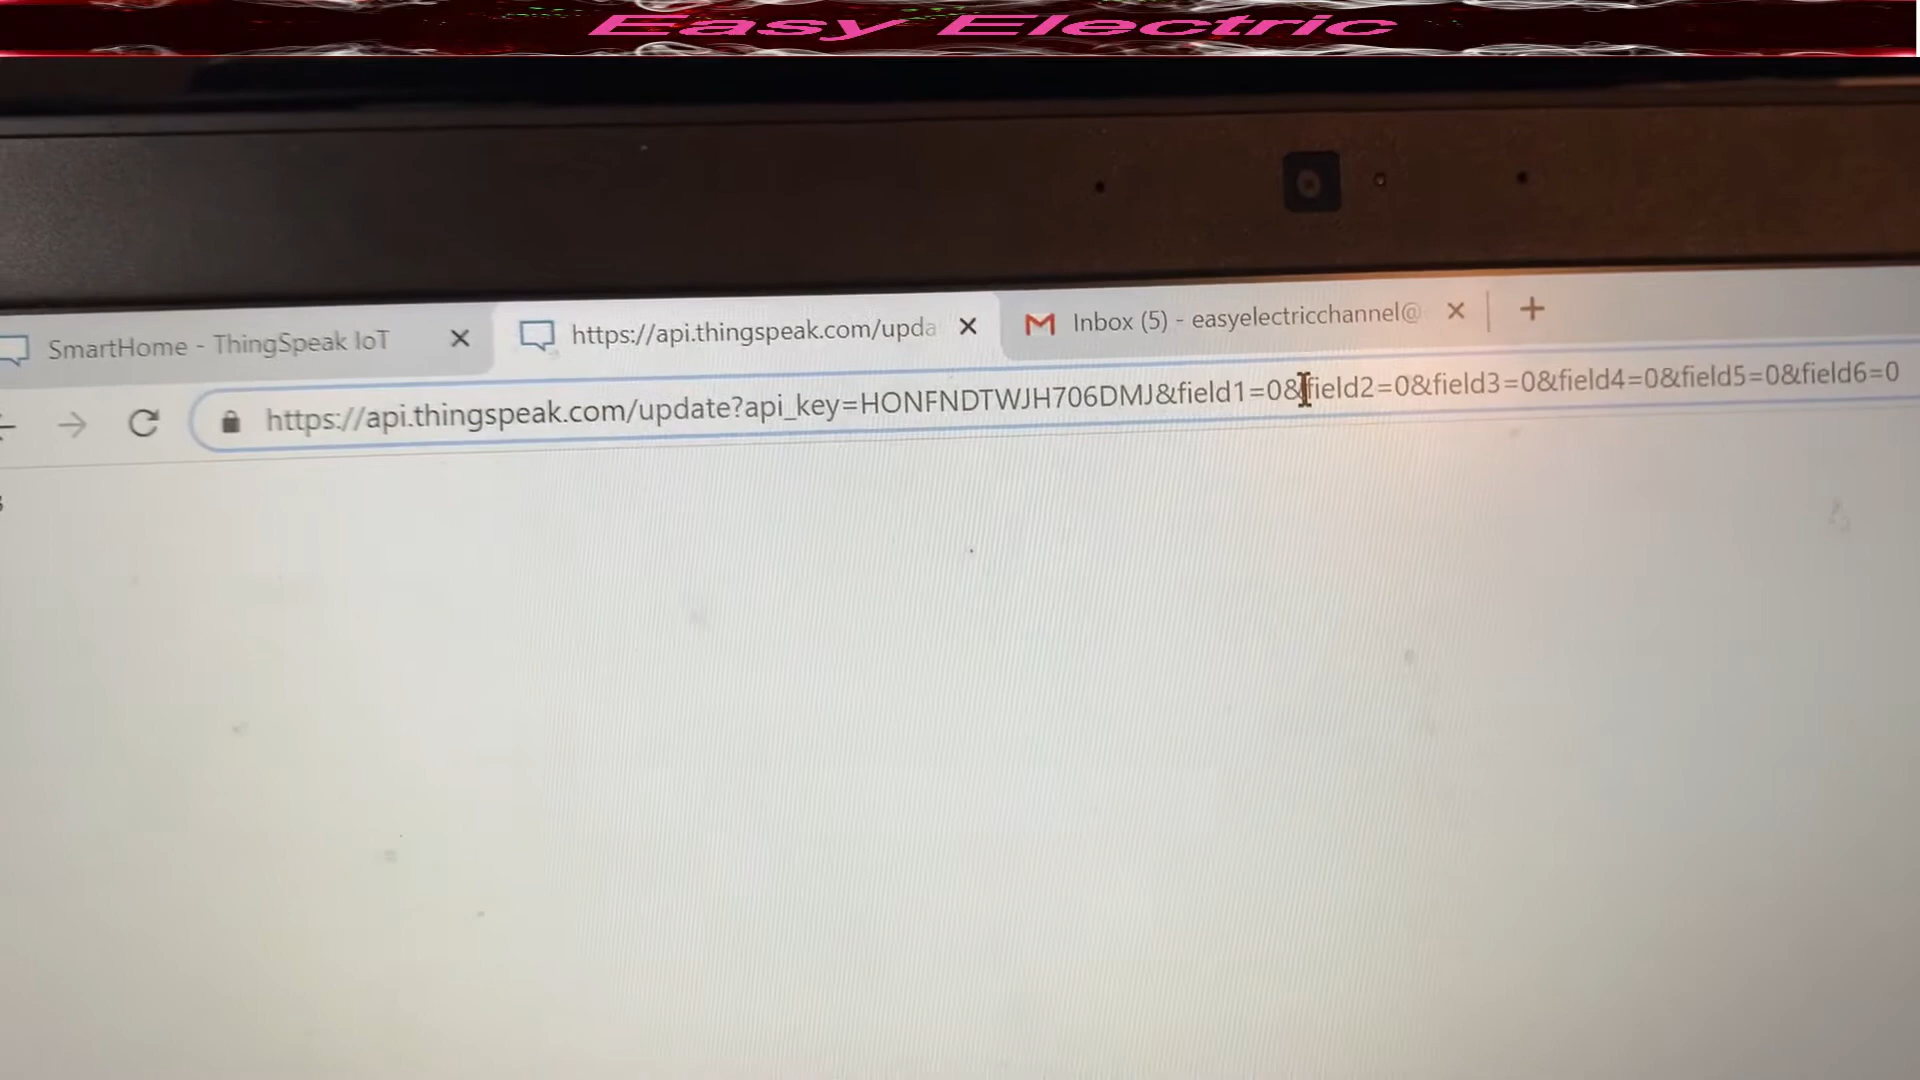 Easy Electric
SmartHome - ThingSpeak IoT
https://api.thingspeak.com/upda
Inbox (5) - easyelectricchannel@
https://api.thingspeak.com/update?api_key=HONFNDTWJH706DMJ&field1=0&field2=0&field3=0&field4=0&field5=0&field6=0